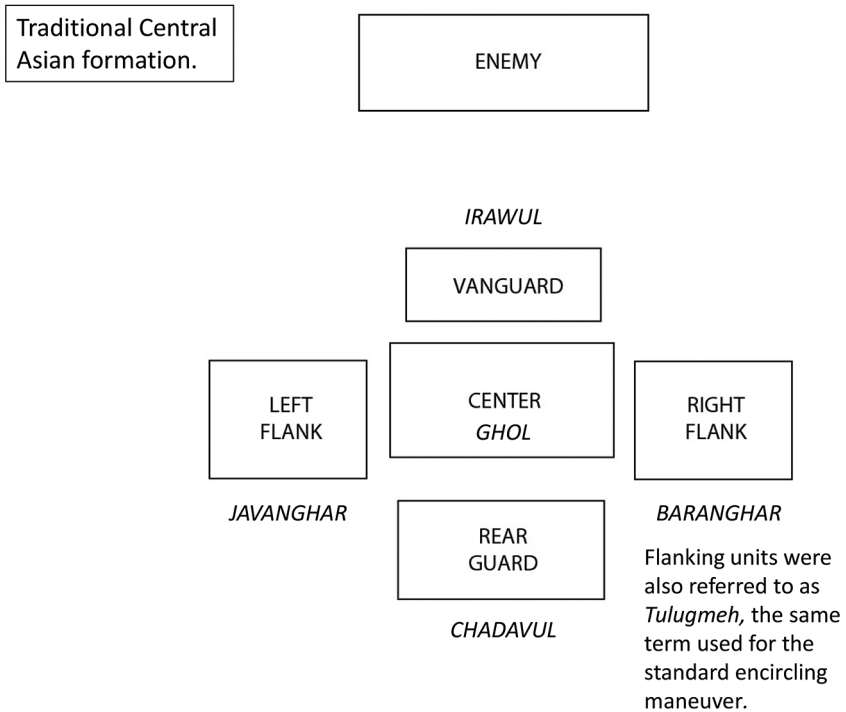 Traditional Central
Asian formation.
ENEMY
IRAWUL
VANGUARD
LEFT
FLANK
CENTER
GHOL
RIGHT
FLANK
JAVANGHAR
BARANGHAR
REAR
GUARD
CHADAVUL
Flanking units were
also referred to as
Tulugmeh, the same
term used for the
standard encircling
maneuver.